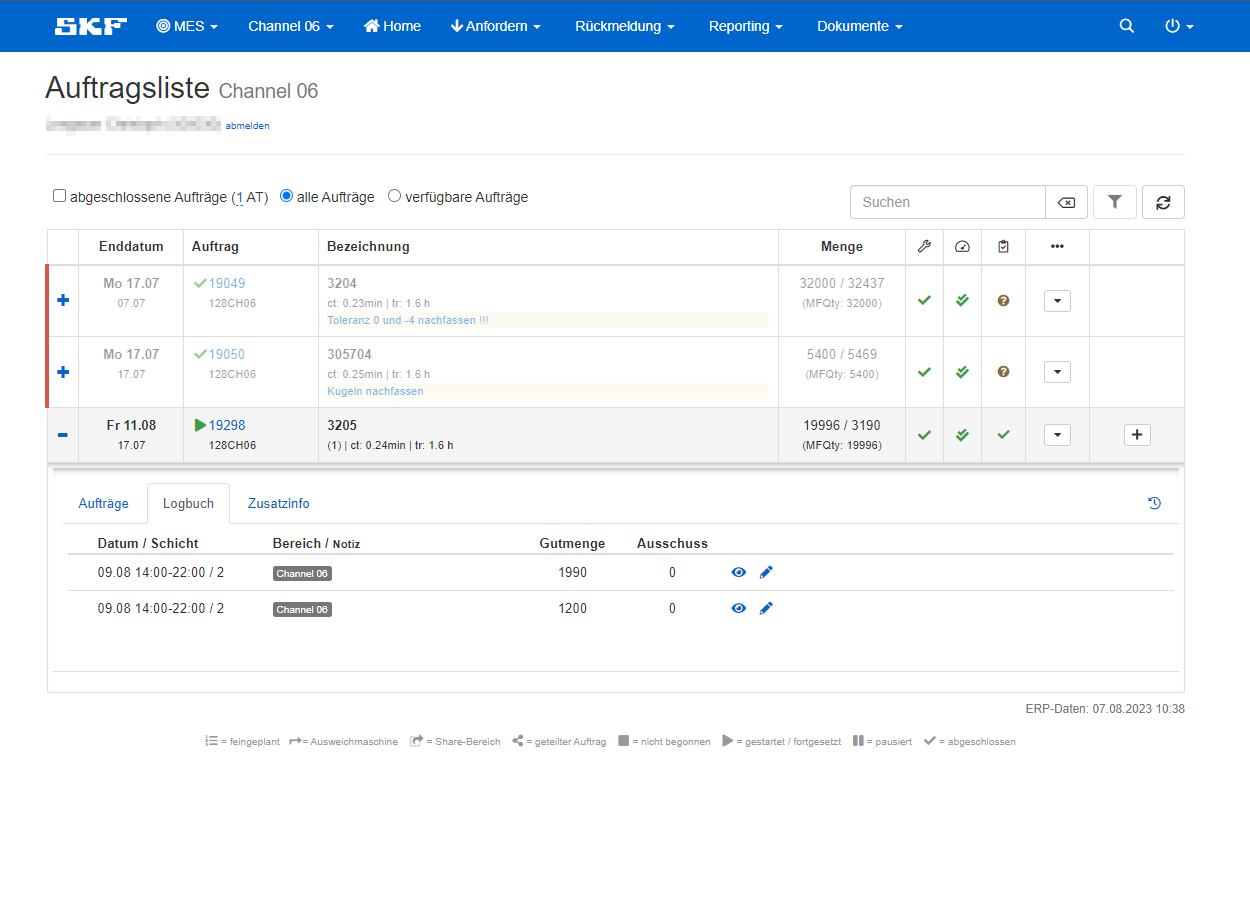 SKF MES Channel 06 Home Anfordern Rückmeldung Reporting Dokumente
Auftragsliste Channel 06
abmelden
abgeschlossene Aufträge (1 AT) alle Aufträge verfügbare Aufträge Suchen
Enddatum Auftrag Bezeichnung Menge
Mo 17.07 19049 3204 32000 / 32437
07.07 128CH06 ct: 0.23min | tr: 1.6 h (MFQty: 32000)
Toleranz 0 und -4 nachfassen !!!
Mo 17.07 19050 305704 5400 / 5469
17.07 128CH06 ct: 0.25min | tr: 1.6 h (MFQty: 5400)
Kugeln nachfassen
Fr 11.08 19298 3205 19996 / 3190
17.07 128CH06 (1) | ct: 0.24min | tr: 1.6 h (MFQty: 19996)
Aufträge Logbuch Zusatzinfo
Datum / Schicht Bereich / Notiz Gutmenge Ausschuss
09.08 14:00-22:00 / 2 Channel 06 1990 0
09.08 14:00-22:00 / 2 Channel 06 1200 0
ERP-Daten: 07.08.2023 10:38
= feingeplant = Ausweichmaschine = Share-Bereich = geteilter Auftrag = nicht begonnen = gestartet / fortgesetzt = pausiert = abgeschlossen